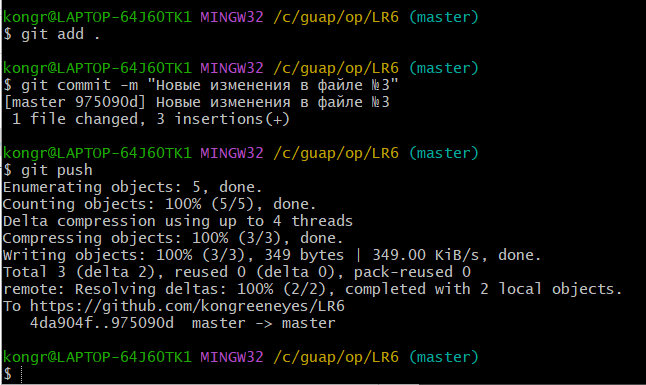 kongr@LAPTOP-64J6OTK1 MINGW32 /c/guap/op/LR6 (master)
$ git add .
kongr@LAPTOP-64J6OTK1 MINGW32 /c/guap/op/LR6 (master)
$ git commit -m "Новые изменения в файле №3"
[master 975090d] Новые изменения в файле №3
 1 file changed, 3 insertions(+)
kongr@LAPTOP-64J6OTK1 MINGW32 /c/guap/op/LR6 (master)
$ git push
Enumerating objects: 5, done.
Counting objects: 100% (5/5), done.
Delta compression using up to 4 threads
Compressing objects: 100% (3/3), done.
Writing objects: 100% (3/3), 349 bytes | 349.00 KiB/s, done.
Total 3 (delta 2), reused 0 (delta 0), pack-reused 0
remote: Resolving deltas: 100% (2/2), completed with 2 local objects.
To https://github.com/kongreeneyes/LR6
   4da904f..975090d  master -> master
kongr@LAPTOP-64J6OTK1 MINGW32 /c/guap/op/LR6 (master)
$